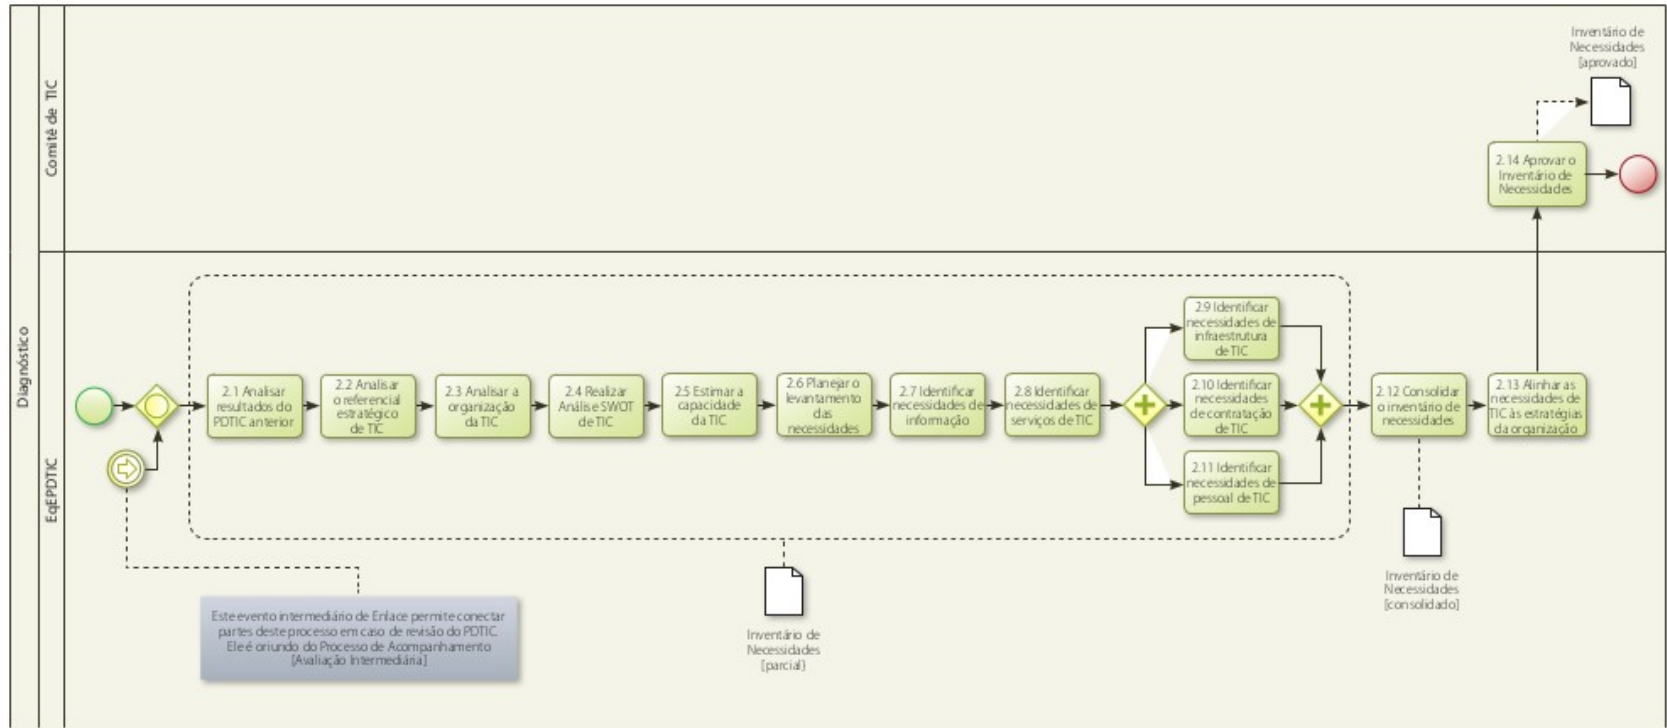 Inventário de
Necessidades
[aprovado]
Comitê de TIC
2.14 Aprovar o
Inventário de
Necessidades
Diagnóstico
EqEPDTIC
2.1 Analisar
resultados do
PDTIC anterior
2.2 Analisar
o referencial
estratégico
de TIC
2.3 Analisar a
organização
da TIC
2.4 Realizar
Análise SWOT
de TIC
2.5 Estimar a
capacidade
da TIC
2.6 Planejar o
levantamento
das
necessidades
2.7 Identificar
necessidades de
informação
2.8 Identificar
necessidades de
serviços de TIC
2.9 Identificar
necessidades de
infraestrutura
de TIC
2.10 Identificar
necessidades
de contratação
de TIC
2.11 Identificar
necessidades de
pessoal de TIC
2.12 Consolidar
o inventário de
necessidades
2.13 Alinhar as
necessidades de
TIC às estratégias
da organização
Este evento intermediário de Enlace permite conectar
partes deste processo em caso de revisão do PDTIC.
Ele é oriundo do Processo de Acompanhamento
[Avaliação Intermediária]
Inventário de
Necessidades
[parcial}
Inventário de
Necessidades
[consolidado]